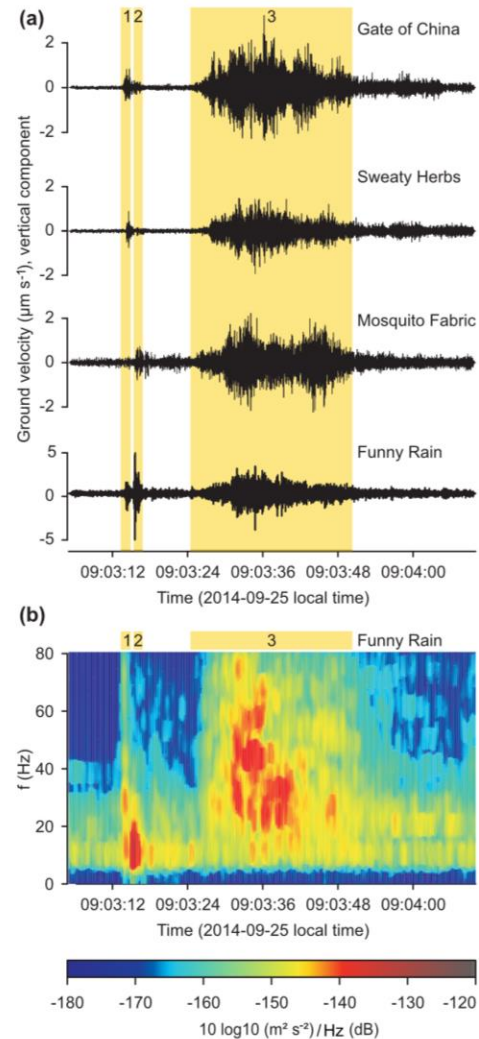 (a)
1 2
3
Gate of China
2
0
-2
Sweaty Herbs
2
0
-2
Mosquito Fabric
2
0
-2
Funny Rain
5
0
-5
Ground velocity (µm s⁻¹), vertical component
09:03:12 09:03:24 09:03:36 09:03:48 09:04:00
Time (2014-09-25 local time)
(b)
1 2 3 Funny Rain
80
60
40
20
0
f (Hz)
09:03:12 09:03:24 09:03:36 09:03:48 09:04:00
Time (2014-09-25 local time)
-180 -170 -160 -150 -140 -130 -120
10 log10 (m² s⁻²)/Hz (dB)